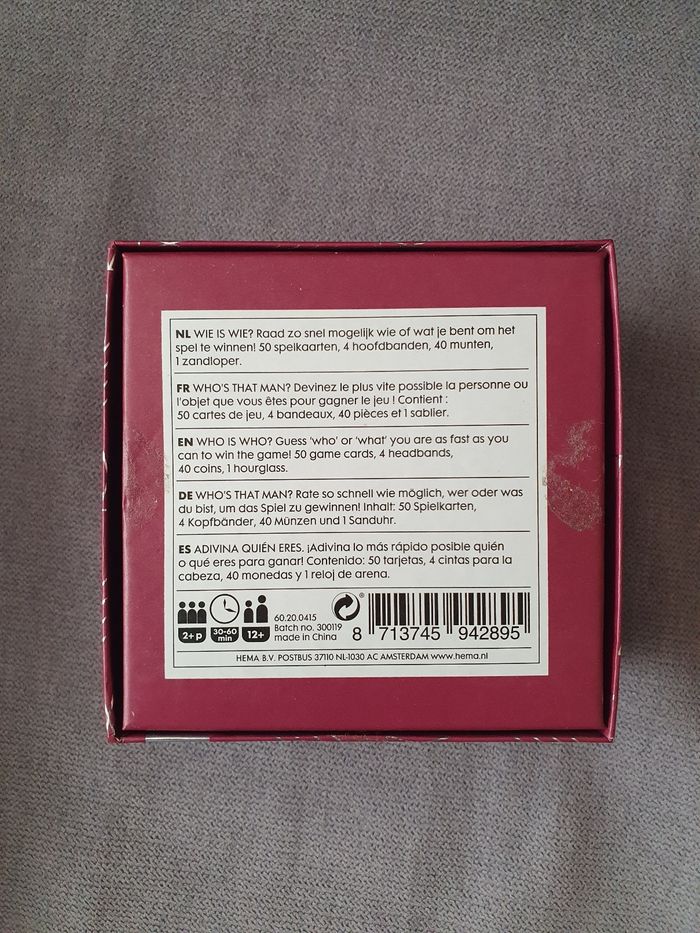 NL WIE IS WIE? Raad zo snel mogelijk wie of wat je bent om het
spel te winnen! 50 spelkaarten, 4 hoofdbanden, 40 munten,
1 zandloper.
FR WHO'S THAT MAN? Devinez le plus vite possible la personne ou
l'objet que vous êtes pour gagner le jeu ! Contient :
50 cartes de jeu, 4 bandeaux, 40 pièces et 1 sablier.
EN WHO IS WHO? Guess 'who' or 'what' you are as fast as you
can to win the game! 50 game cards, 4 headbands,
40 coins, 1 hourglass.
DE WHO'S THAT MAN? Rate so schnell wie möglich, wer oder was
du bist, um das Spiel zu gewinnen! Inhalt: 50 Spielkarten,
4 Kopfbänder, 40 Münzen und 1 Sanduhr.
ES ADIVINA QUIÉN ERES. ¡Adivina lo más rápido posible quién
o qué eres para ganar! Contenido: 50 tarjetas, 4 cintas para la
cabeza, 40 monedas y 1 reloj de arena.
2+ p
30-60
min
12+
60.20.0415
Batch no. 300119
made in China
®
8 713745 942895
HEMA B.V. POSTBUS 37110 NL-1030 AC AMSTERDAM www.hema.nl